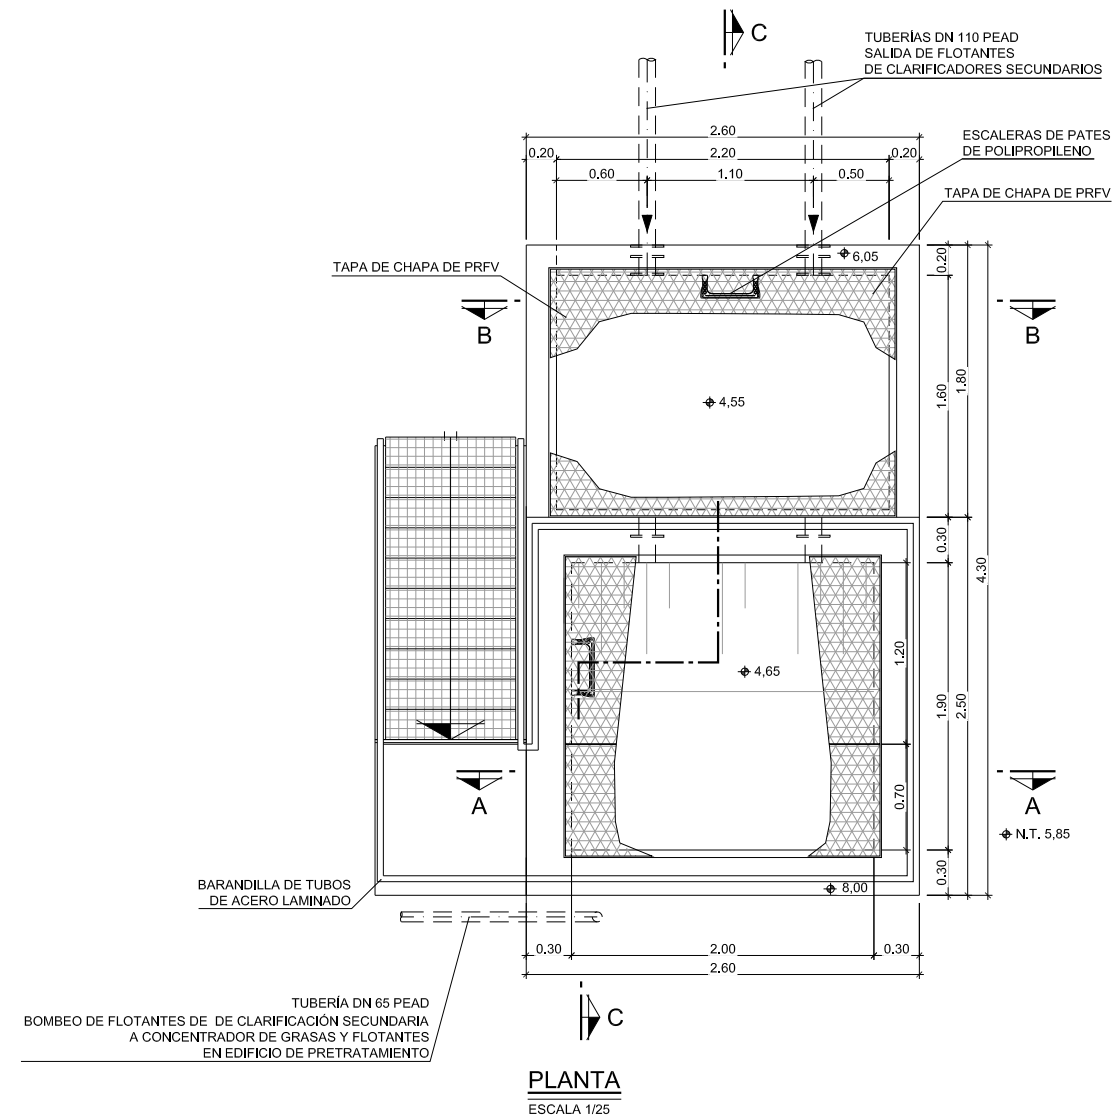 C
TUBERÍAS DN 110 PEAD
SALIDA DE FLOTANTES
DE CLARIFICADORES SECUNDARIOS
2.60
ESCALERAS DE PATES
DE POLIPROPILENO
0.20
2.20
0.20
0.60
1.10
0.50
TAPA DE CHAPA DE PRFV
6,05
0.20
TAPA DE CHAPA DE PRFV
B
B
1.80
1.60
4,55
0.30
4.30
1.20
4,65
1.90
2.50
A
A
0.70
N.T. 5,85
0.30
BARANDILLA DE TUBOS
DE ACERO LAMINADO
8,00
0.30
2.00
0.30
2.60
TUBERÍA DN 65 PEAD
BOMBEO DE FLOTANTES DE DE CLARIFICACIÓN SECUNDARIA
A CONCENTRADOR DE GRASAS Y FLOTANTES
EN EDIFICIO DE PRETRATAMIENTO
C
PLANTA
ESCALA 1/25